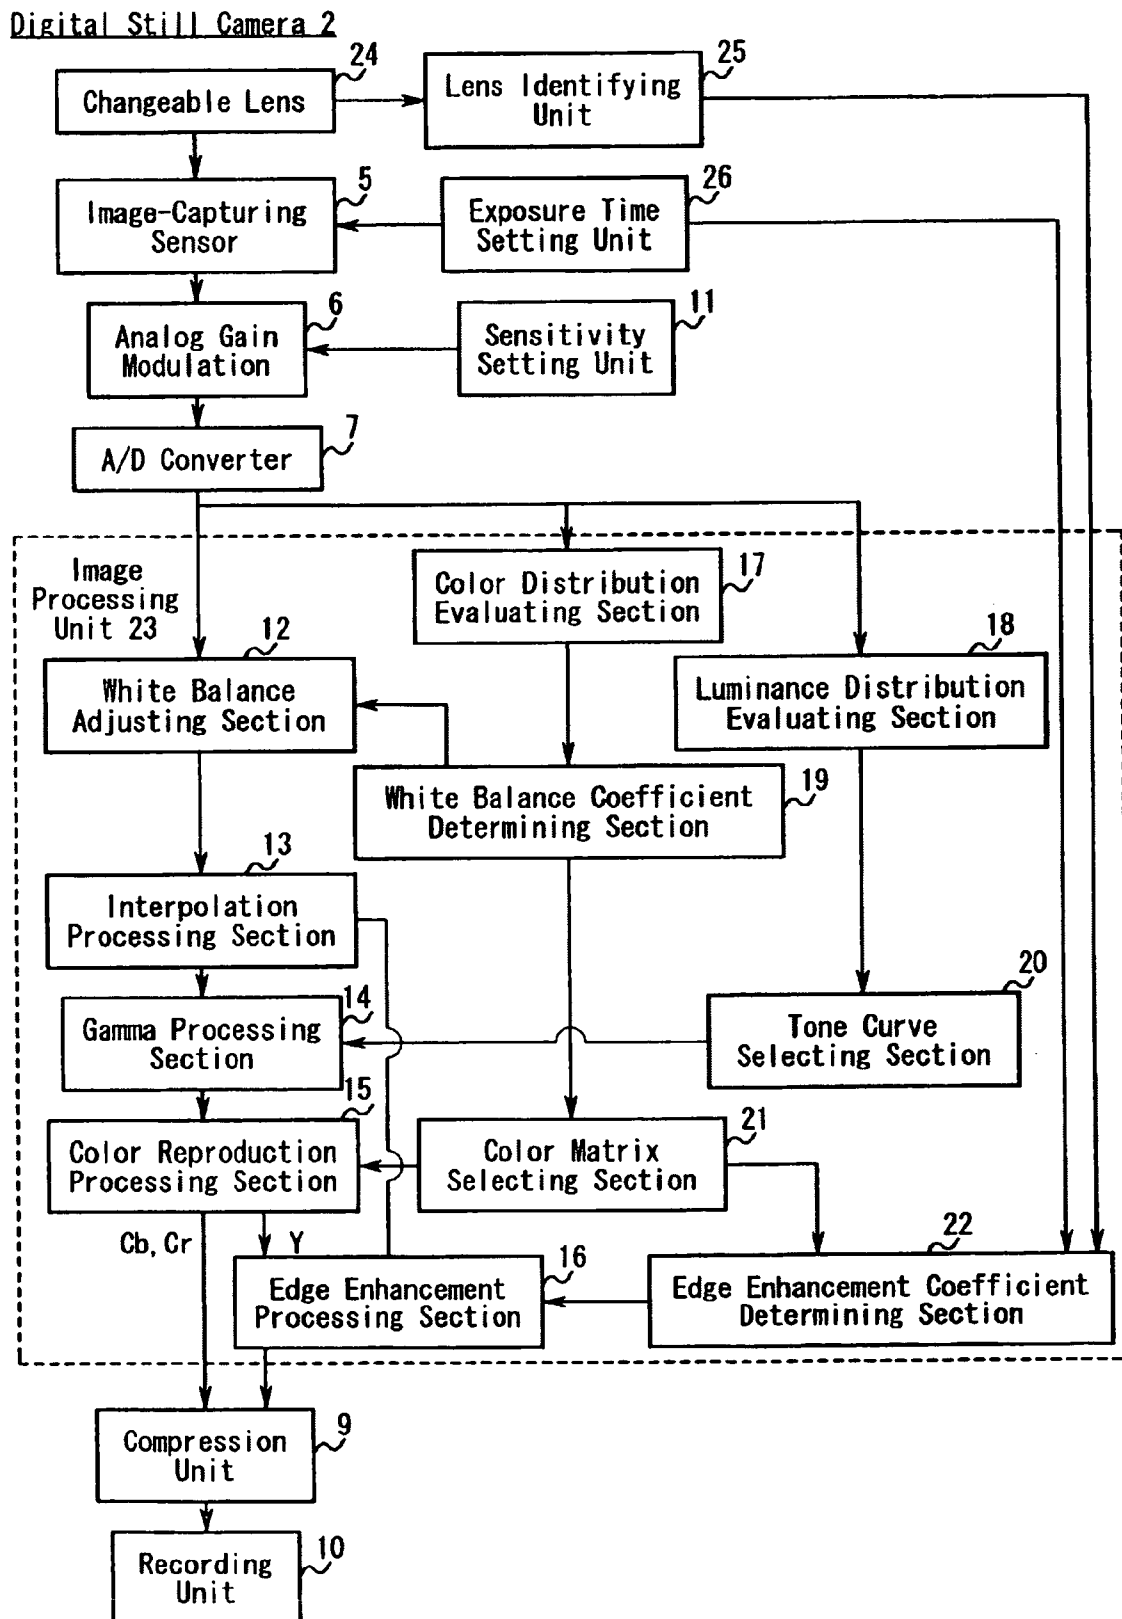 Digital Still Camera 2
24
Changeable Lens
25
Lens Identifying
Unit
5
Image-Capturing
Sensor
26
Exposure Time
Setting Unit
6
Analog Gain
Modulation
11
Sensitivity
Setting Unit
7
A/D Converter
Image
Processing
Unit 23
17
Color Distribution
Evaluating Section
12
White Balance
Adjusting Section
18
Luminance Distribution
Evaluating Section
19
White Balance Coefficient
Determining Section
13
Interpolation
Processing Section
14
Gamma Processing
Section
20
Tone Curve
Selecting Section
15
Color Reproduction
Processing Section
21
Color Matrix
Selecting Section
Cb, Cr
Y
16
Edge Enhancement
Processing Section
22
Edge Enhancement Coefficient
Determining Section
9
Compression
Unit
10
Recording
Unit